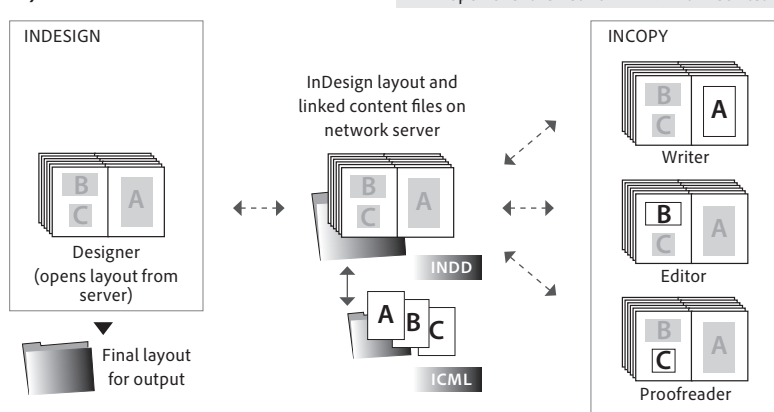 INDESIGN
B
C
A
Designer
(opens layout from
server)
Final layout
for output
InDesign layout and
linked content files on
network server
B
C
A
INDD
A
B
C
ICML
INCOPY
B
C
A
Writer
B
C
A
Editor
B
C
A
Proofreader